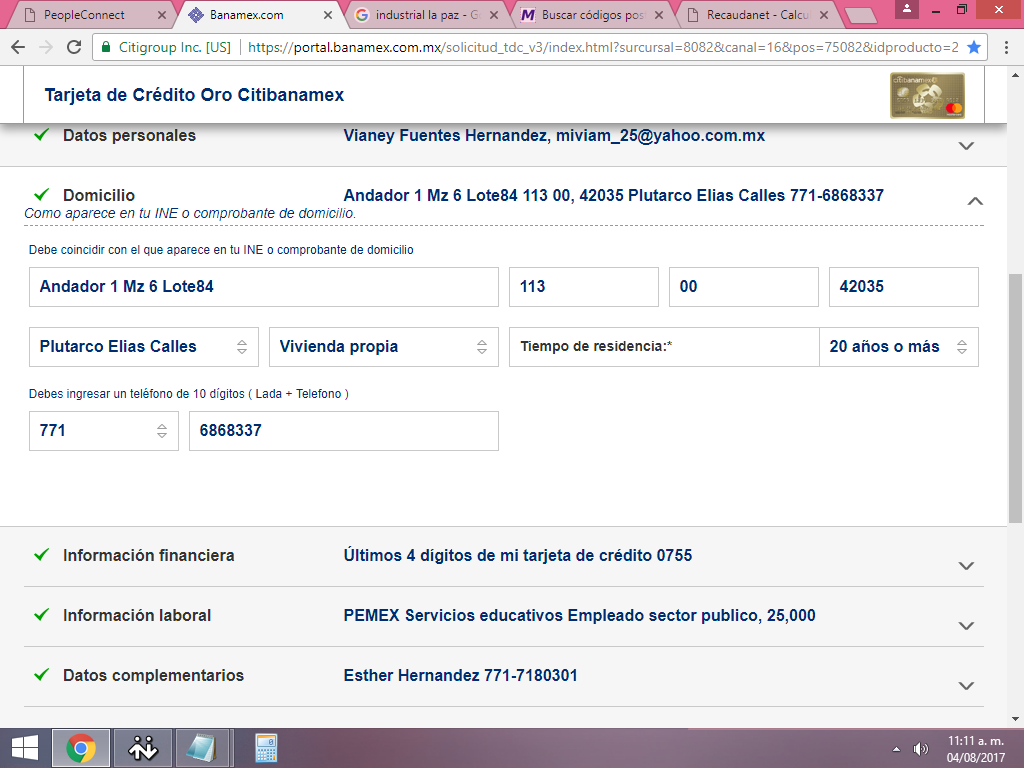 PeopleConnect
Banamex.com
industrial la paz - G
Buscar códigos pos
Recaudanet - Calcu
Citigroup Inc. [US]
https://portal.banamex.com.mx/solicitud_tdc_v3/index.html?surcursal=8082&canal=16&pos=75082&idproducto=2
Tarjeta de Crédito Oro Citibanamex
Datos personales
Vianey Fuentes Hernandez, miviam_25@yahoo.com.mx
Domicilio
Andador 1 Mz 6 Lote84 113 00, 42035 Plutarco Elias Calles 771-6868337
Como aparece en tu INE o comprobante de domicilio.
Debe coincidir con el que aparece en tu INE o comprobante de domicilio
Andador 1 Mz 6 Lote84
113
00
42035
Plutarco Elias Calles
Vivienda propia
Tiempo de residencia:*
20 años o más
Debes ingresar un teléfono de 10 dígitos ( Lada + Telefono )
771
6868337
Información financiera
Últimos 4 dígitos de mi tarjeta de crédito 0755
Información laboral
PEMEX Servicios educativos Empleado sector publico, 25,000
Datos complementarios
Esther Hernandez 771-7180301
11:11 a. m.
04/08/2017